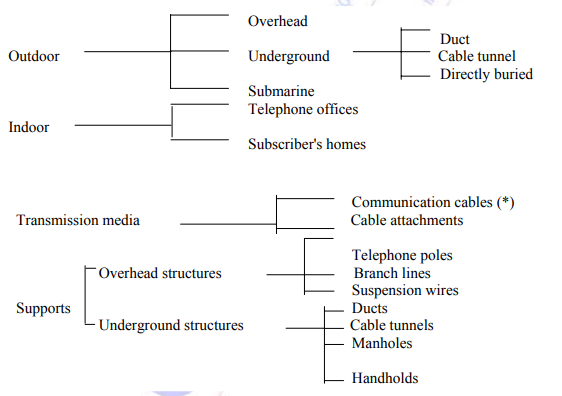 Overhead
Duct
Outdoor
Underground
Cable tunnel
Directly buried
Submarine
Telephone offices
Indoor
Subscriber's homes
Communication cables (*)
Transmission media
Cable attachments
Telephone poles
Overhead structures
Branch lines
Suspension wires
Supports
Ducts
Underground structures
Cable tunnels
Manholes
Handholds